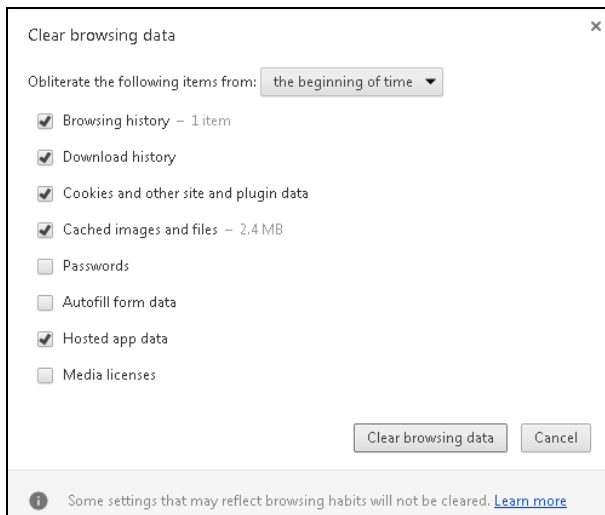 Clear browsing data
Obliterate the following items from: the beginning of time
Browsing history – 1 item
Download history
Cookies and other site and plugin data
Cached images and files – 2.4 MB
Passwords
Autofill form data
Hosted app data
Media licenses
Clear browsing data Cancel
Some settings that may reflect browsing habits will not be cleared. Learn more